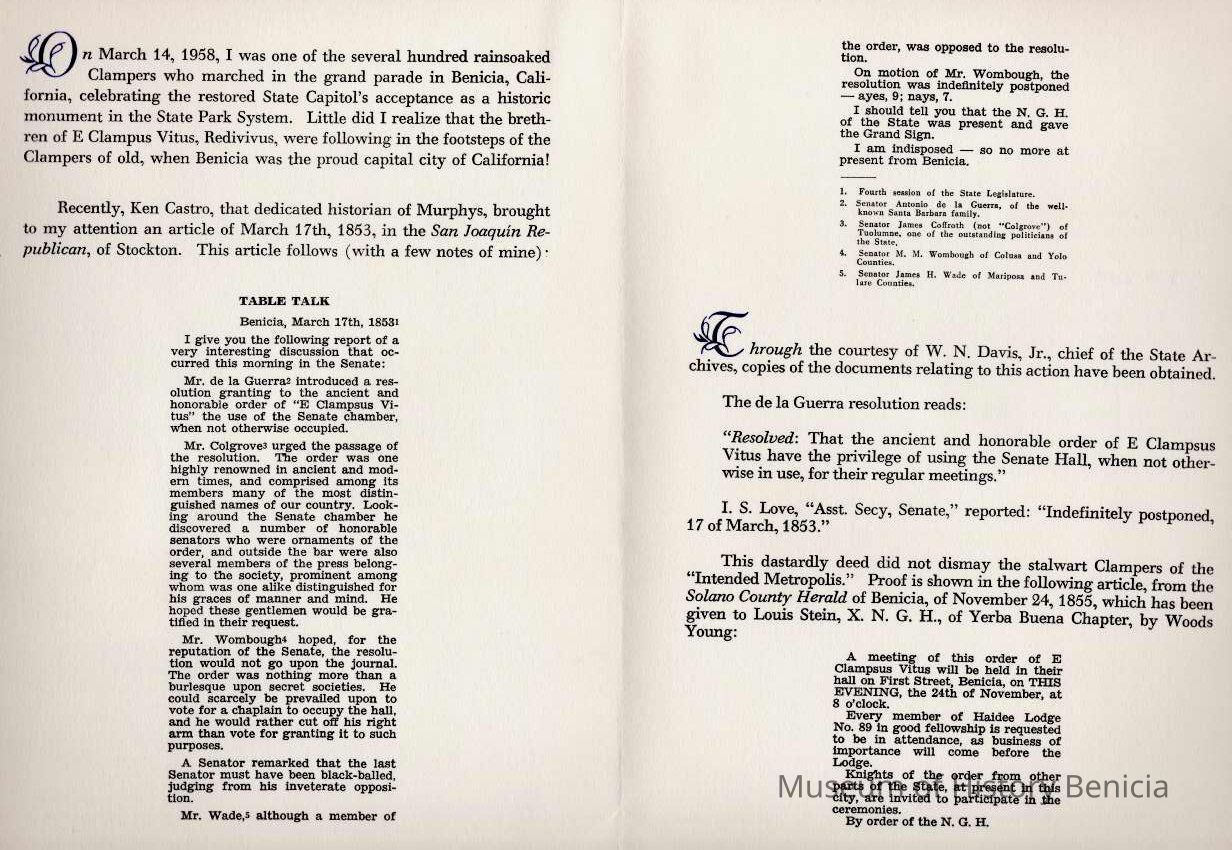 On March 14, 1958, I was one of the several hundred rainsoaked
Clampers who marched in the grand parade in Benicia, Cali-
fornia, celebrating the restored State Capitol's acceptance as a historic
monument in the State Park System. Little did I realize that the breth-
ren of E Clampus Vitus, Redivivus, were following in the footsteps of the
Clampers of old, when Benicia was the proud capital city of California!
Recently, Ken Castro, that dedicated historian of Murphys, brought
to my attention an article of March 17th, 1853, in the San Joaquin Re-
publican, of Stockton. This article follows (with a few notes of mine) ·
TABLE TALK
Benicia, March 17th, 1853¹
I give you the following report of a
very interesting discussion that oc-
curred this morning in the Senate:
Mr. de la Guerra² introduced a res-
olution granting to the ancient and
honorable order of "E Clampsus Vi-
tus" the use of the Senate chamber,
when not otherwise occupied.
Mr. Colgrove³ urged the passage of
the resolution. The order was one
highly renowned in ancient and mod-
ern times, and comprised among its
members many of the most distin-
guished names of our country. Look-
ing around the Senate chamber he
discovered a number of honorable
senators who were ornaments of the
order, and outside the bar were also
several members of the press belong-
ing to the society, prominent among
whom was one alike distinguished for
his graces of manner and mind. He
hoped these gentlemen would be gra-
tified in their request.
Mr. Wombough⁴ hoped, for the
reputation of the Senate, the resolu-
tion would not go upon the journal.
The order was nothing more than a
burlesque upon secret societies. He
could scarcely be prevailed upon to
vote for a chaplain to occupy the hall,
and he would rather cut off his right
arm than vote for granting it to such
purposes.
A Senator remarked that the last
Senator must have been black-balled,
judging from his inveterate opposi-
tion.
Mr. Wade,⁵ although a member of
the order, was opposed to the resolu-
tion.
On motion of Mr. Wombough, the
resolution was indefinitely postponed
— ayes, 9; nays, 7.
I should tell you that the N. G. H.
of the State was present and gave
the Grand Sign.
I am indisposed — so no more at
present from Benicia.
1. Fourth session of the State Legislature.
2. Senator Antonio de la Guerra, of the well-
known Santa Barbara family.
3. Senator James Coffroth (not "Colgrove") of
Tuolumne, one of the outstanding politicians of
the State.
4. Senator M. M. Wombough of Colusa and Yolo
Counties.
5. Senator James H. Wade of Mariposa and Tu-
lare Counties.
Through the courtesy of W. N. Davis, Jr., chief of the State Ar-
chives, copies of the documents relating to this action have been obtained.
The de la Guerra resolution reads:
"Resolved: That the ancient and honorable order of E Clampsus
Vitus have the privilege of using the Senate Hall, when not other-
wise in use, for their regular meetings."
I. S. Love, "Asst. Secy, Senate," reported: "Indefinitely postponed,
17 of March, 1853."
This dastardly deed did not dismay the stalwart Clampers of the
"Intended Metropolis." Proof is shown in the following article, from the
Solano County Herald of Benicia, of November 24, 1855, which has been
given to Louis Stein, X. N. G. H., of Yerba Buena Chapter, by Woods
Young:
A meeting of this order of E
Clampsus Vitus will be held in their
hall on First Street, Benicia, on THIS
EVENING, the 24th of November, at
8 o'clock.
Every member of Haidee Lodge
No. 89 in good fellowship is requested
to be in attendance, as business of
importance will come before the
Lodge.
Knights of the order from other
parts of the State, at present in this
city, are invited to participate in the
ceremonies.
By order of the N. G. H.
Museum of History Benicia